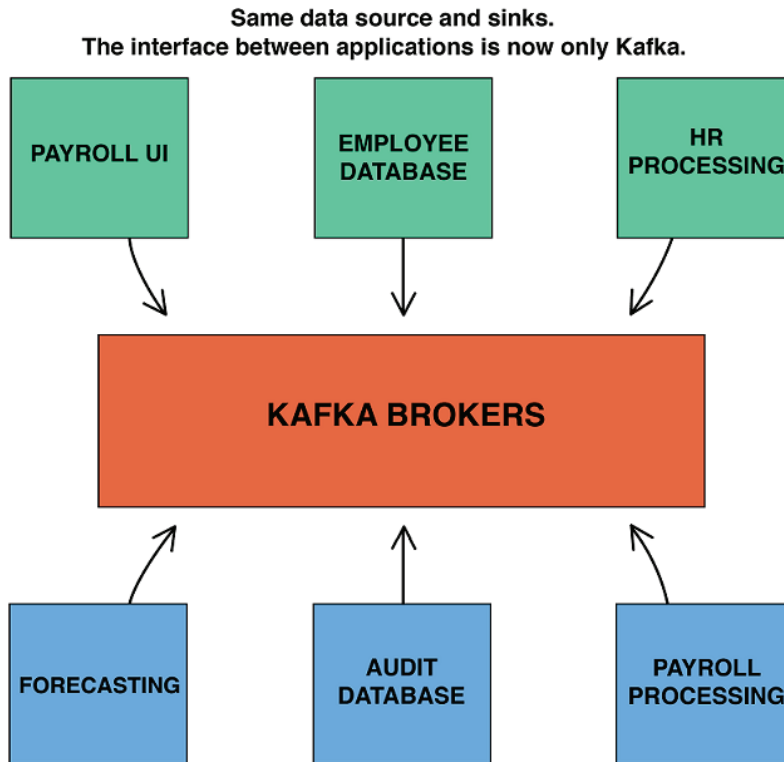 Same data source and sinks.
The interface between applications is now only Kafka.
PAYROLL UI
EMPLOYEE
DATABASE
HR
PROCESSING
KAFKA BROKERS
FORECASTING
AUDIT
DATABASE
PAYROLL
PROCESSING